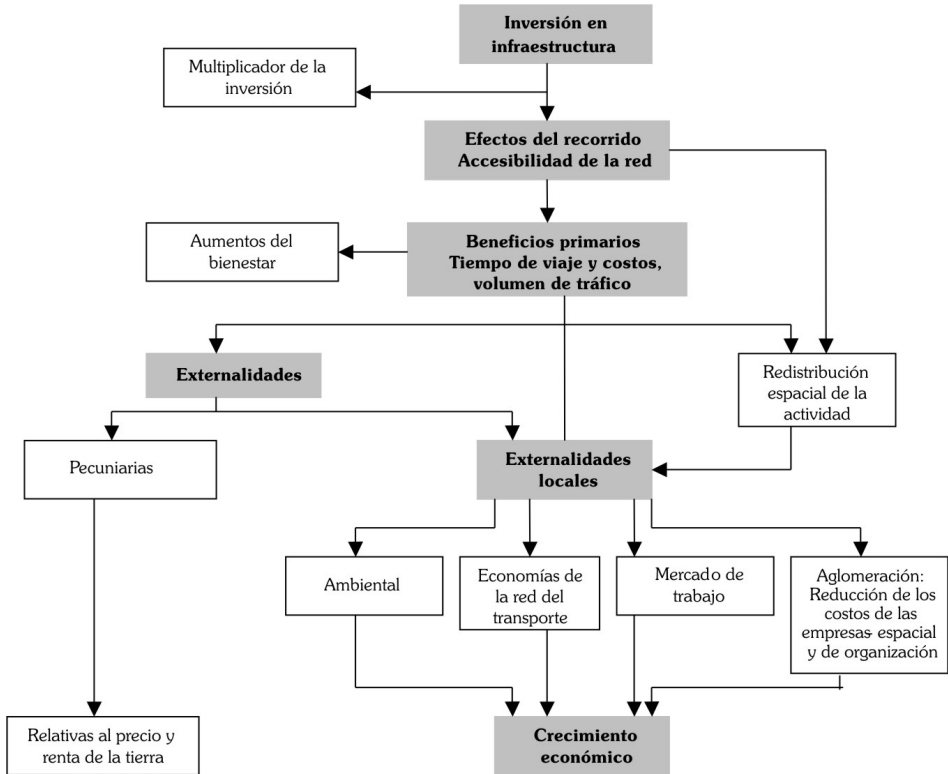 Inversión en
infraestructura
Multiplicador de la
inversión
Efectos del recorrido
Accesibilidad de la red
Aumentos del
bienestar
Beneficios primarios
Tiempo de viaje y costos,
volumen de tráfico
Externalidades
Redistribución
espacial de la
actividad
Pecuniarias
Externalidades
locales
Ambiental
Economías de
la red del
transporte
Mercado de
trabajo
Aglomeración:
Reducción de los
costos de las
empresas- espacial
y de organización
Relativas al precio y
renta de la tierra
Crecimiento
económico